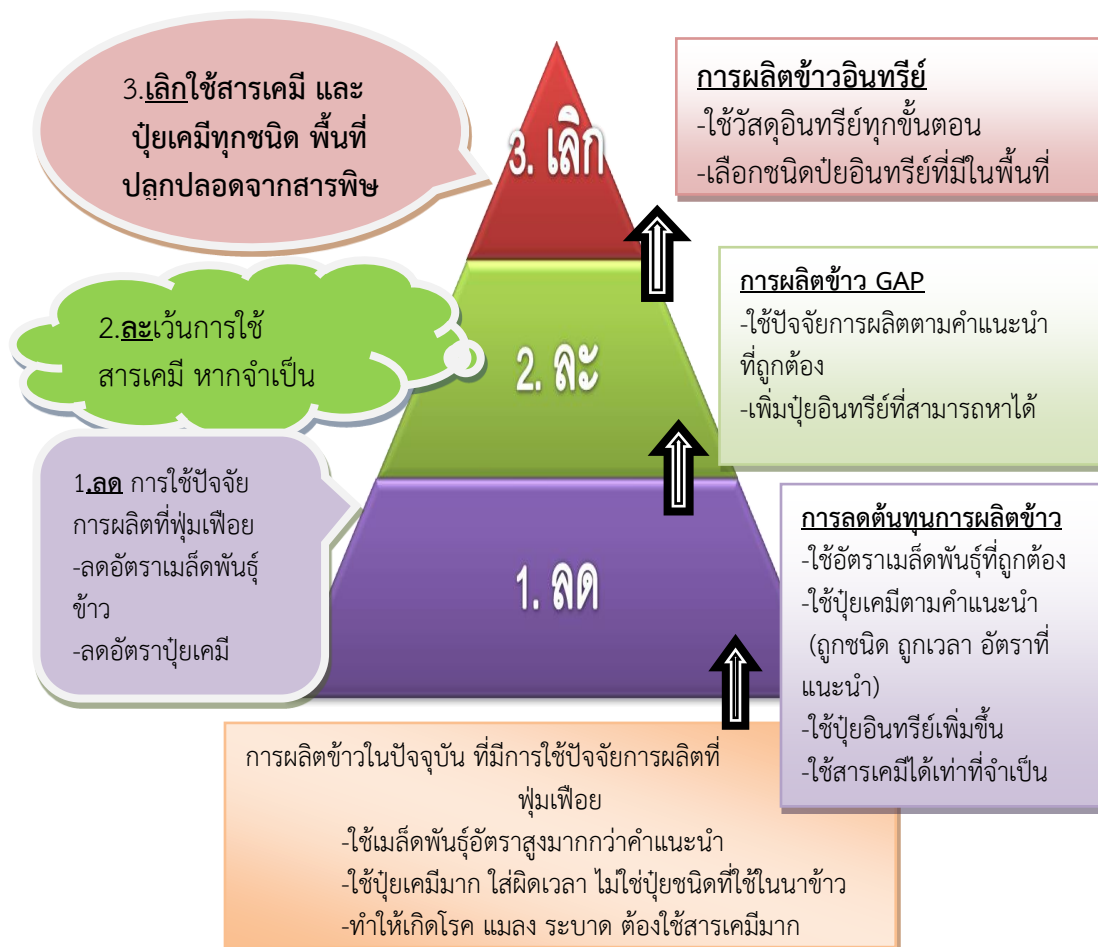 3.เลิกใช้สารเคมี และ
ปุ๋ยเคมีทุกชนิด พื้นที่
ปลูกปลอดจากสารพิษ
3. เลิก
การผลิตข้าวอินทรีย์
-ใช้วัสดุอินทรีย์ทุกขั้นตอน
-เลือกชนิดปุ๋ยอินทรีย์ที่มีในพื้นที่
2.ละเว้นการใช้
สารเคมี หากจำเป็น
2. ละ
การผลิตข้าว GAP
-ใช้ปัจจัยการผลิตตามคำแนะนำ
ที่ถูกต้อง
-เพิ่มปุ๋ยอินทรีย์ที่สามารถหาได้
1.ลด การใช้ปัจจัย
การผลิตที่ฟุ่มเฟือย
-ลดอัตราเมล็ดพันธุ์
ข้าว
-ลดอัตราปุ๋ยเคมี
1. ลด
การลดต้นทุนการผลิตข้าว
-ใช้อัตราเมล็ดพันธุ์ที่ถูกต้อง
-ใช้ปุ๋ยเคมีตามคำแนะนำ
(ถูกชนิด ถูกเวลา อัตราที่
แนะนำ)
-ใช้ปุ๋ยอินทรีย์เพิ่มขึ้น
-ใช้สารเคมีได้เท่าที่จำเป็น
การผลิตข้าวในปัจจุบัน ที่มีการใช้ปัจจัยการผลิตที่
ฟุ่มเฟือย
-ใช้เมล็ดพันธุ์อัตราสูงมากกว่าคำแนะนำ
-ใช้ปุ๋ยเคมีมาก ใส่ผิดเวลา ไม่ใช่ปุ๋ยชนิดที่ใช้ในนาข้าว
-ทำให้เกิดโรค แมลง ระบาด ต้องใช้สารเคมีมาก